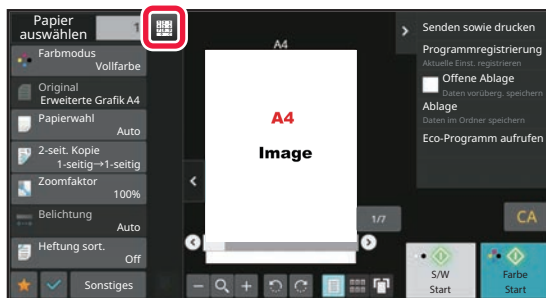 Papier
auswählen
1
Farbmodus
Vollfarbe
Original
Erweiterte Grafik A4
Papierwahl
Auto
2-seit. Kopie
1-seitig→1-seitig
Zoomfaktor
100%
Belichtung
Auto
Heftung sort.
Off
Sonstiges
A4
A4
Image
1/7
Senden sowie drucken
Programmregistrierung
Aktuelle Einst. registrieren
Offene Ablage
Daten vorüberg. speichern
Ablage
Daten im Ordner speichern
Eco-Programm aufrufen
CA
S/W
Start
Farbe
Start